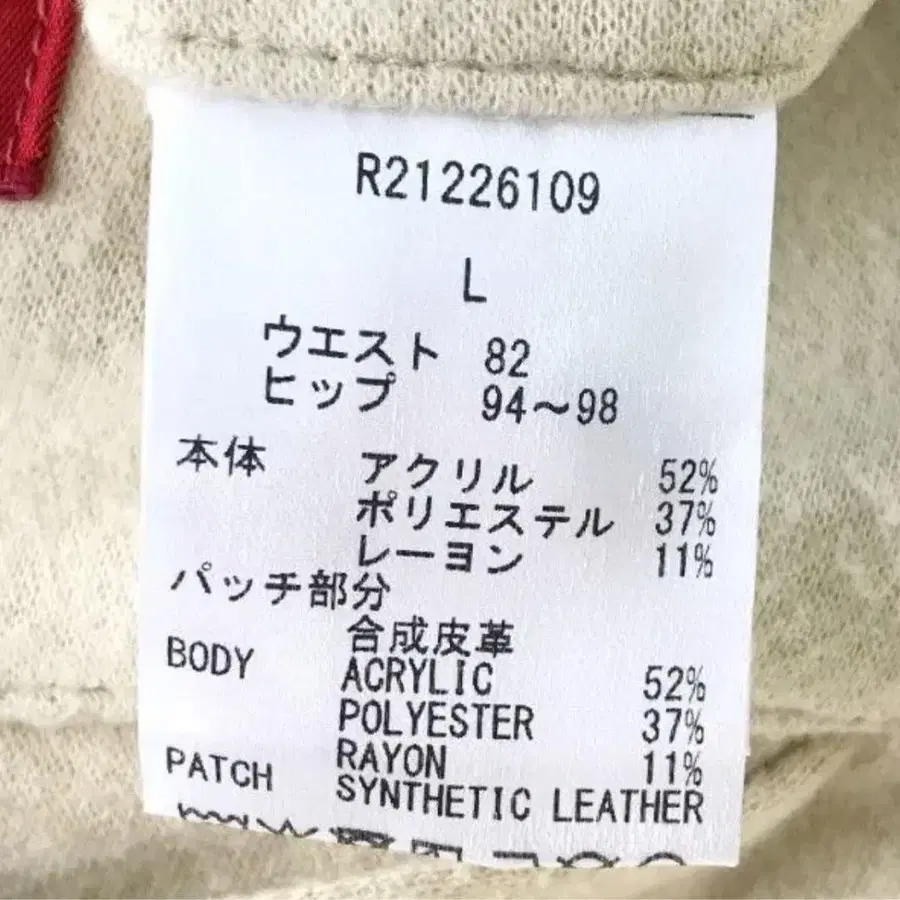 R21226109
L
ウエスト 82
ヒップ 94～98
本体 アクリル 52%
ポリエステル 37%
レーヨン 11%
パッチ部分
合成皮革
BODY ACRYLIC 52%
POLYESTER 37%
RAYON 11%
PATCH SYNTHETIC LEATHER